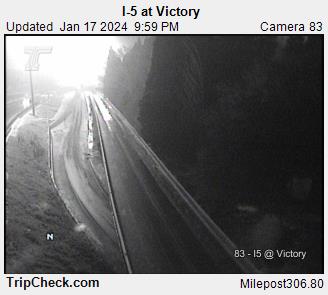 I-5 at Victory
Updated Jan 17 2024 9:59 PM Camera 83
T
N
83 - I5 @ Victory
TripCheck.com Milepost306.80